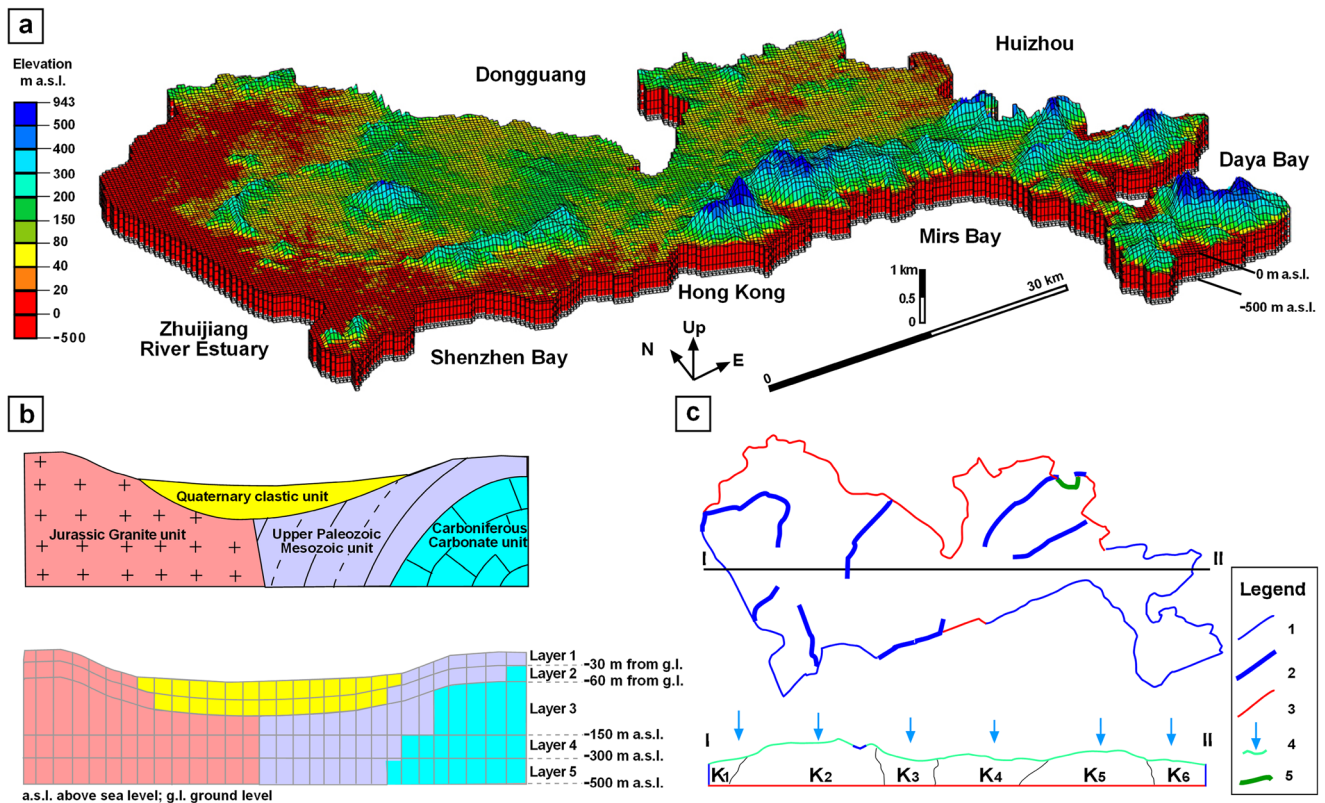 a
Elevation
m a.s.l.
943
500
400
300
200
150
80
40
20
0
-500
Dongguang
Huizhou
Daya Bay
Mirs Bay
Hong Kong
Shenzhen Bay
Zhuijiang
River Estuary
0 m a.s.l.
-500 m a.s.l.
1 km
0.5
0
0
30 km
Up
N
E
b
Quaternary clastic unit
Jurassic Granite unit
Upper Paleozoic
Mesozoic unit
Carboniferous
Carbonate unit
Layer 1
-30 m from g.l.
Layer 2
-60 m from g.l.
Layer 3
-150 m a.s.l.
Layer 4
-300 m a.s.l.
Layer 5
-500 m a.s.l.
a.s.l. above sea level; g.l. ground level
c
I
II
I
II
K1
K2
K3
K4
K5
K6
Legend
1
2
3
4
5